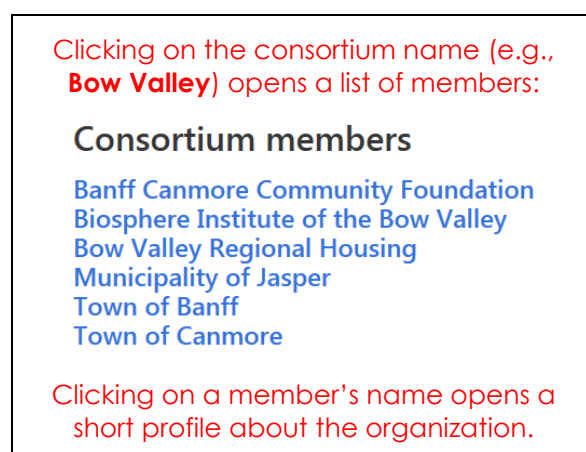 Clicking on the consortium name (e.g.,
Bow Valley) opens a list of members:
Consortium members
Banff Canmore Community Foundation
Biosphere Institute of the Bow Valley
Bow Valley Regional Housing
Municipality of Jasper
Town of Banff
Town of Canmore
Clicking on a member’s name opens a
short profile about the organization.